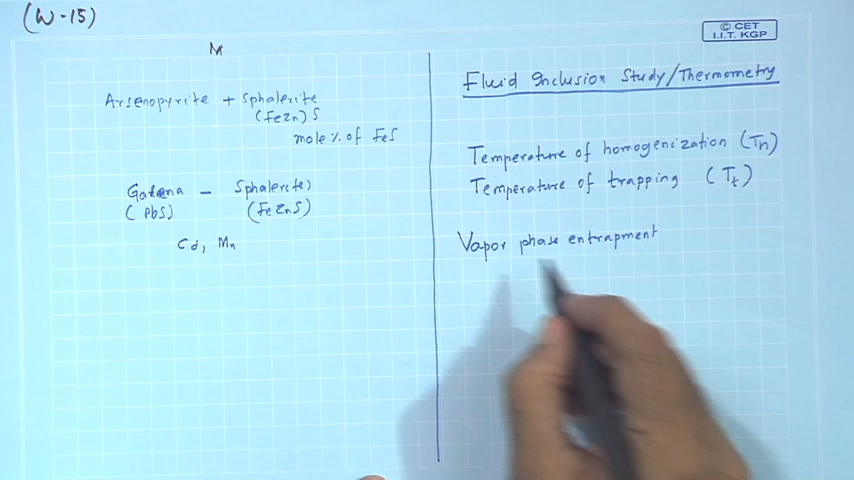 (W-15)
© CET
I.I.T. KGP
M
Arsenopyrite + Sphalerite
(FeZn)S
mole % of FeS
Galena - Sphalerite)
(PbS) (FeZnS)
Cd, Mn
Fluid Inclusion Study/Thermometry
Temperature of homogenization (Th)
Temperature of trapping (Tt)
Vapor phase entrapment